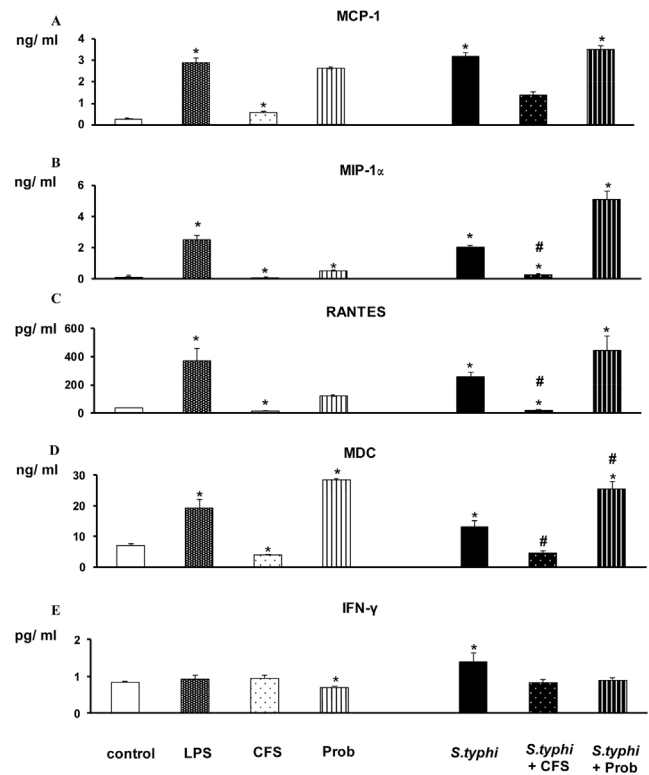 A
MCP-1
ng/ ml
4
3
2
1
0
*
*
*
*
B
MIP-1α
ng/ ml
6
4
2
0
*
*
*
*
#
*
*
C
RANTES
pg/ ml
600
400
200
0
*
*
*
#
*
*
D
MDC
ng/ ml
30
20
10
0
*
*
*
*
#
#
*
E
IFN-γ
pg/ ml
2
1
0
*
*
control LPS CFS Prob S.typhi S.typhi S.typhi
+ CFS + Prob